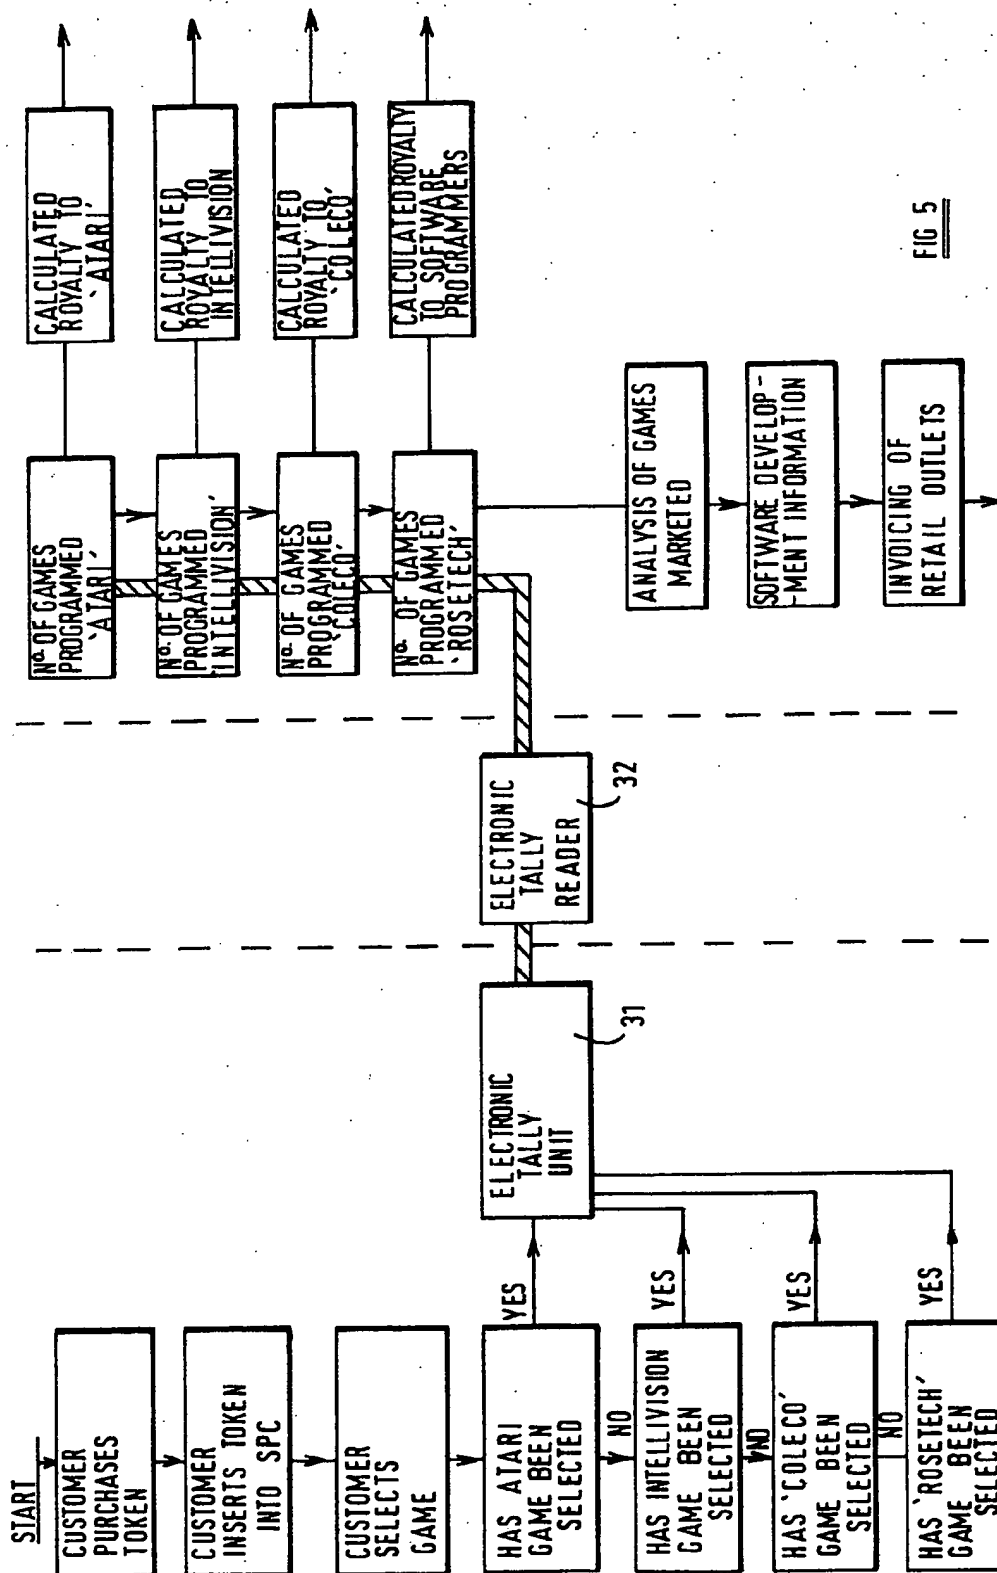 START
CUSTOMER
PURCHASES
TOKEN
CUSTOMER
INSERTS TOKEN
INTO SPC
CUSTOMER
SELECTS
GAME
HAS ATARI
GAME BEEN
SELECTED
YES
NO
HAS INTELLIVISION
GAME BEEN
SELECTED
YES
NO
HAS 'COLECO'
GAME BEEN
SELECTED
YES
NO
HAS 'ROSETECH'
GAME BEEN
SELECTED
YES
ELECTRONIC
TALLY
UNIT
31
ELECTRONIC
TALLY
READER
32
Nº OF GAMES
PROGRAMMED
'ATARI'
Nº OF GAMES
PROGRAMMED
'INTELLIVISION'
Nº OF GAMES
PROGRAMMED
'COLECO'
Nº OF GAMES
PROGRAMMED
'ROSETECH'
CALCULATED
ROYALTY TO
'ATARI'
CALCULATED
ROYALTY TO
INTELLIVISION
CALCULATED
ROYALTY TO
'COLECO'
CALCULATED ROYALTY
TO SOFTWARE
PROGRAMMERS
ANALYSIS OF GAMES
MARKETED
SOFTWARE DEVELOP-
-MENT INFORMATION
INVOICING OF
RETAIL OUTLETS
FIG 5